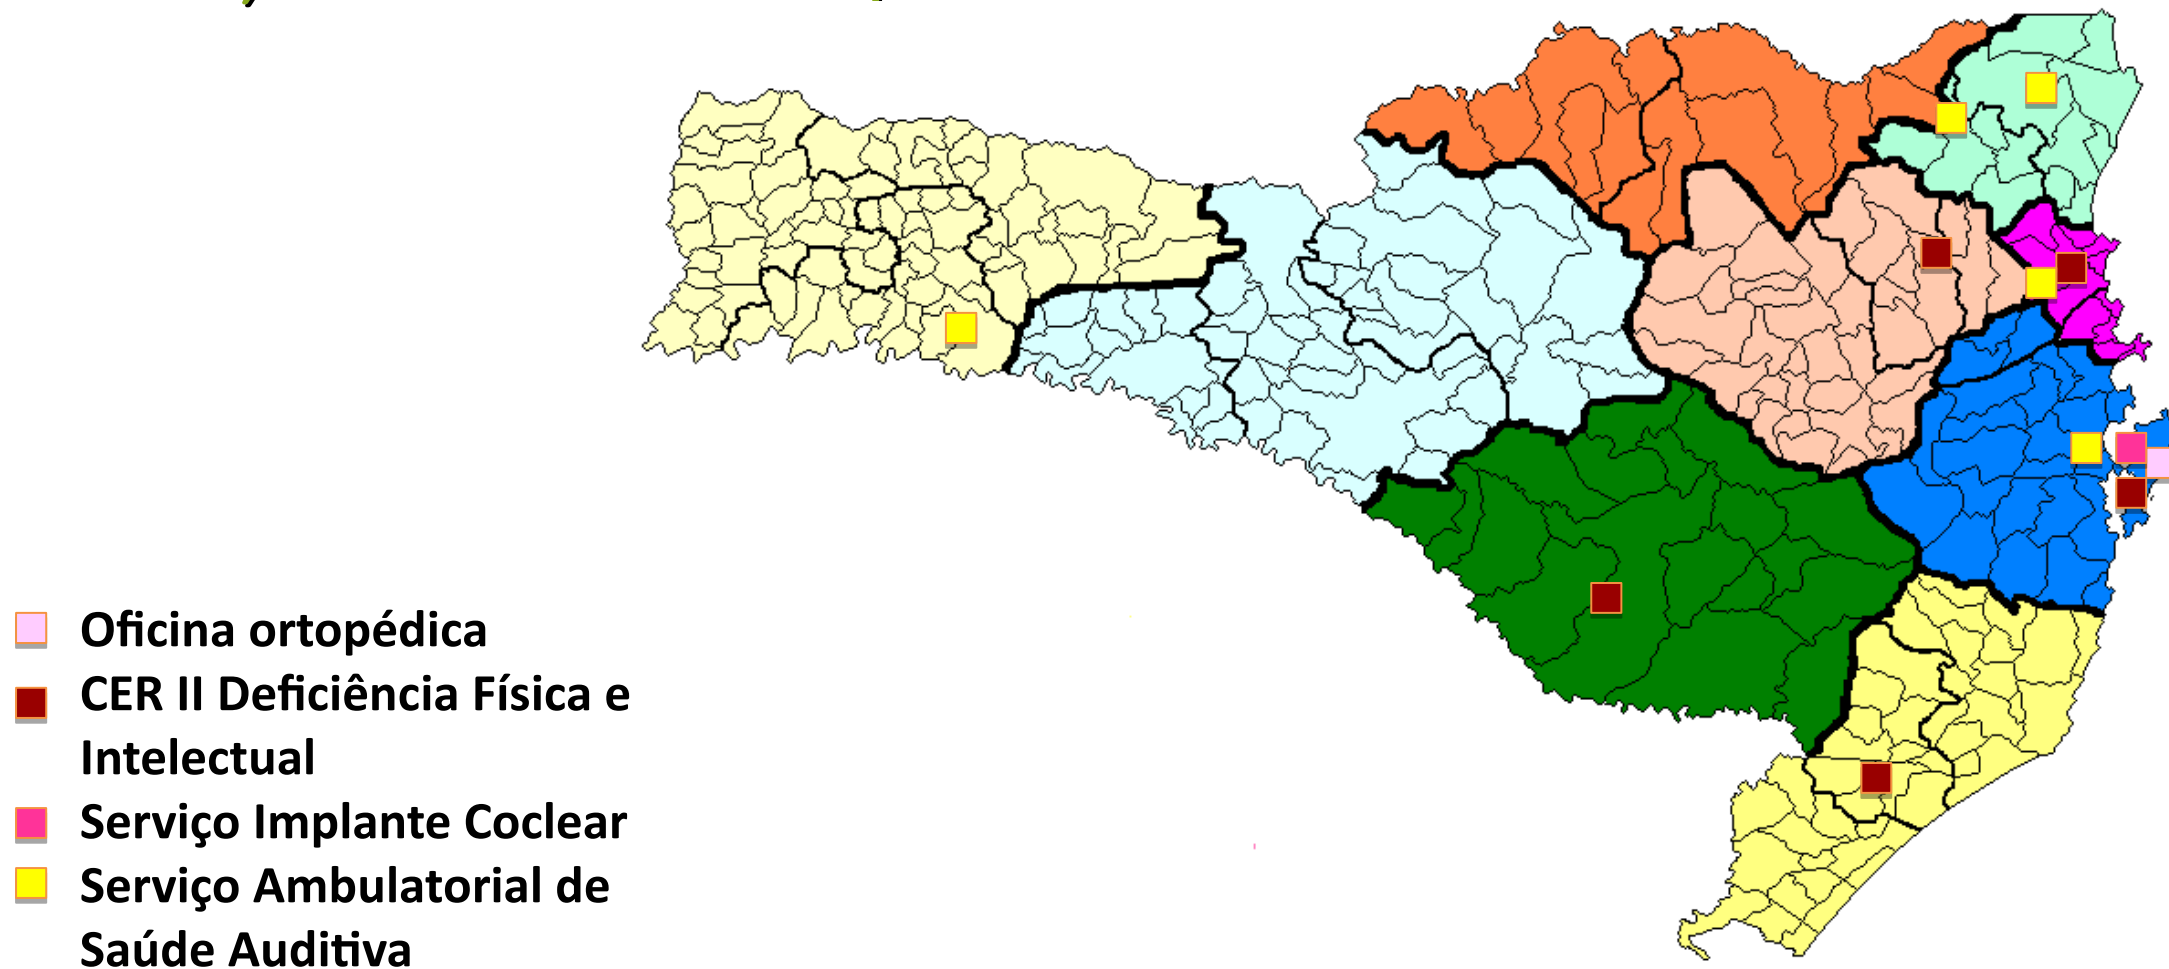 Oficina ortopédica
CER II Deficiência Física e
Intelectual
Serviço Implante Coclear
Serviço Ambulatorial de
Saúde Auditiva